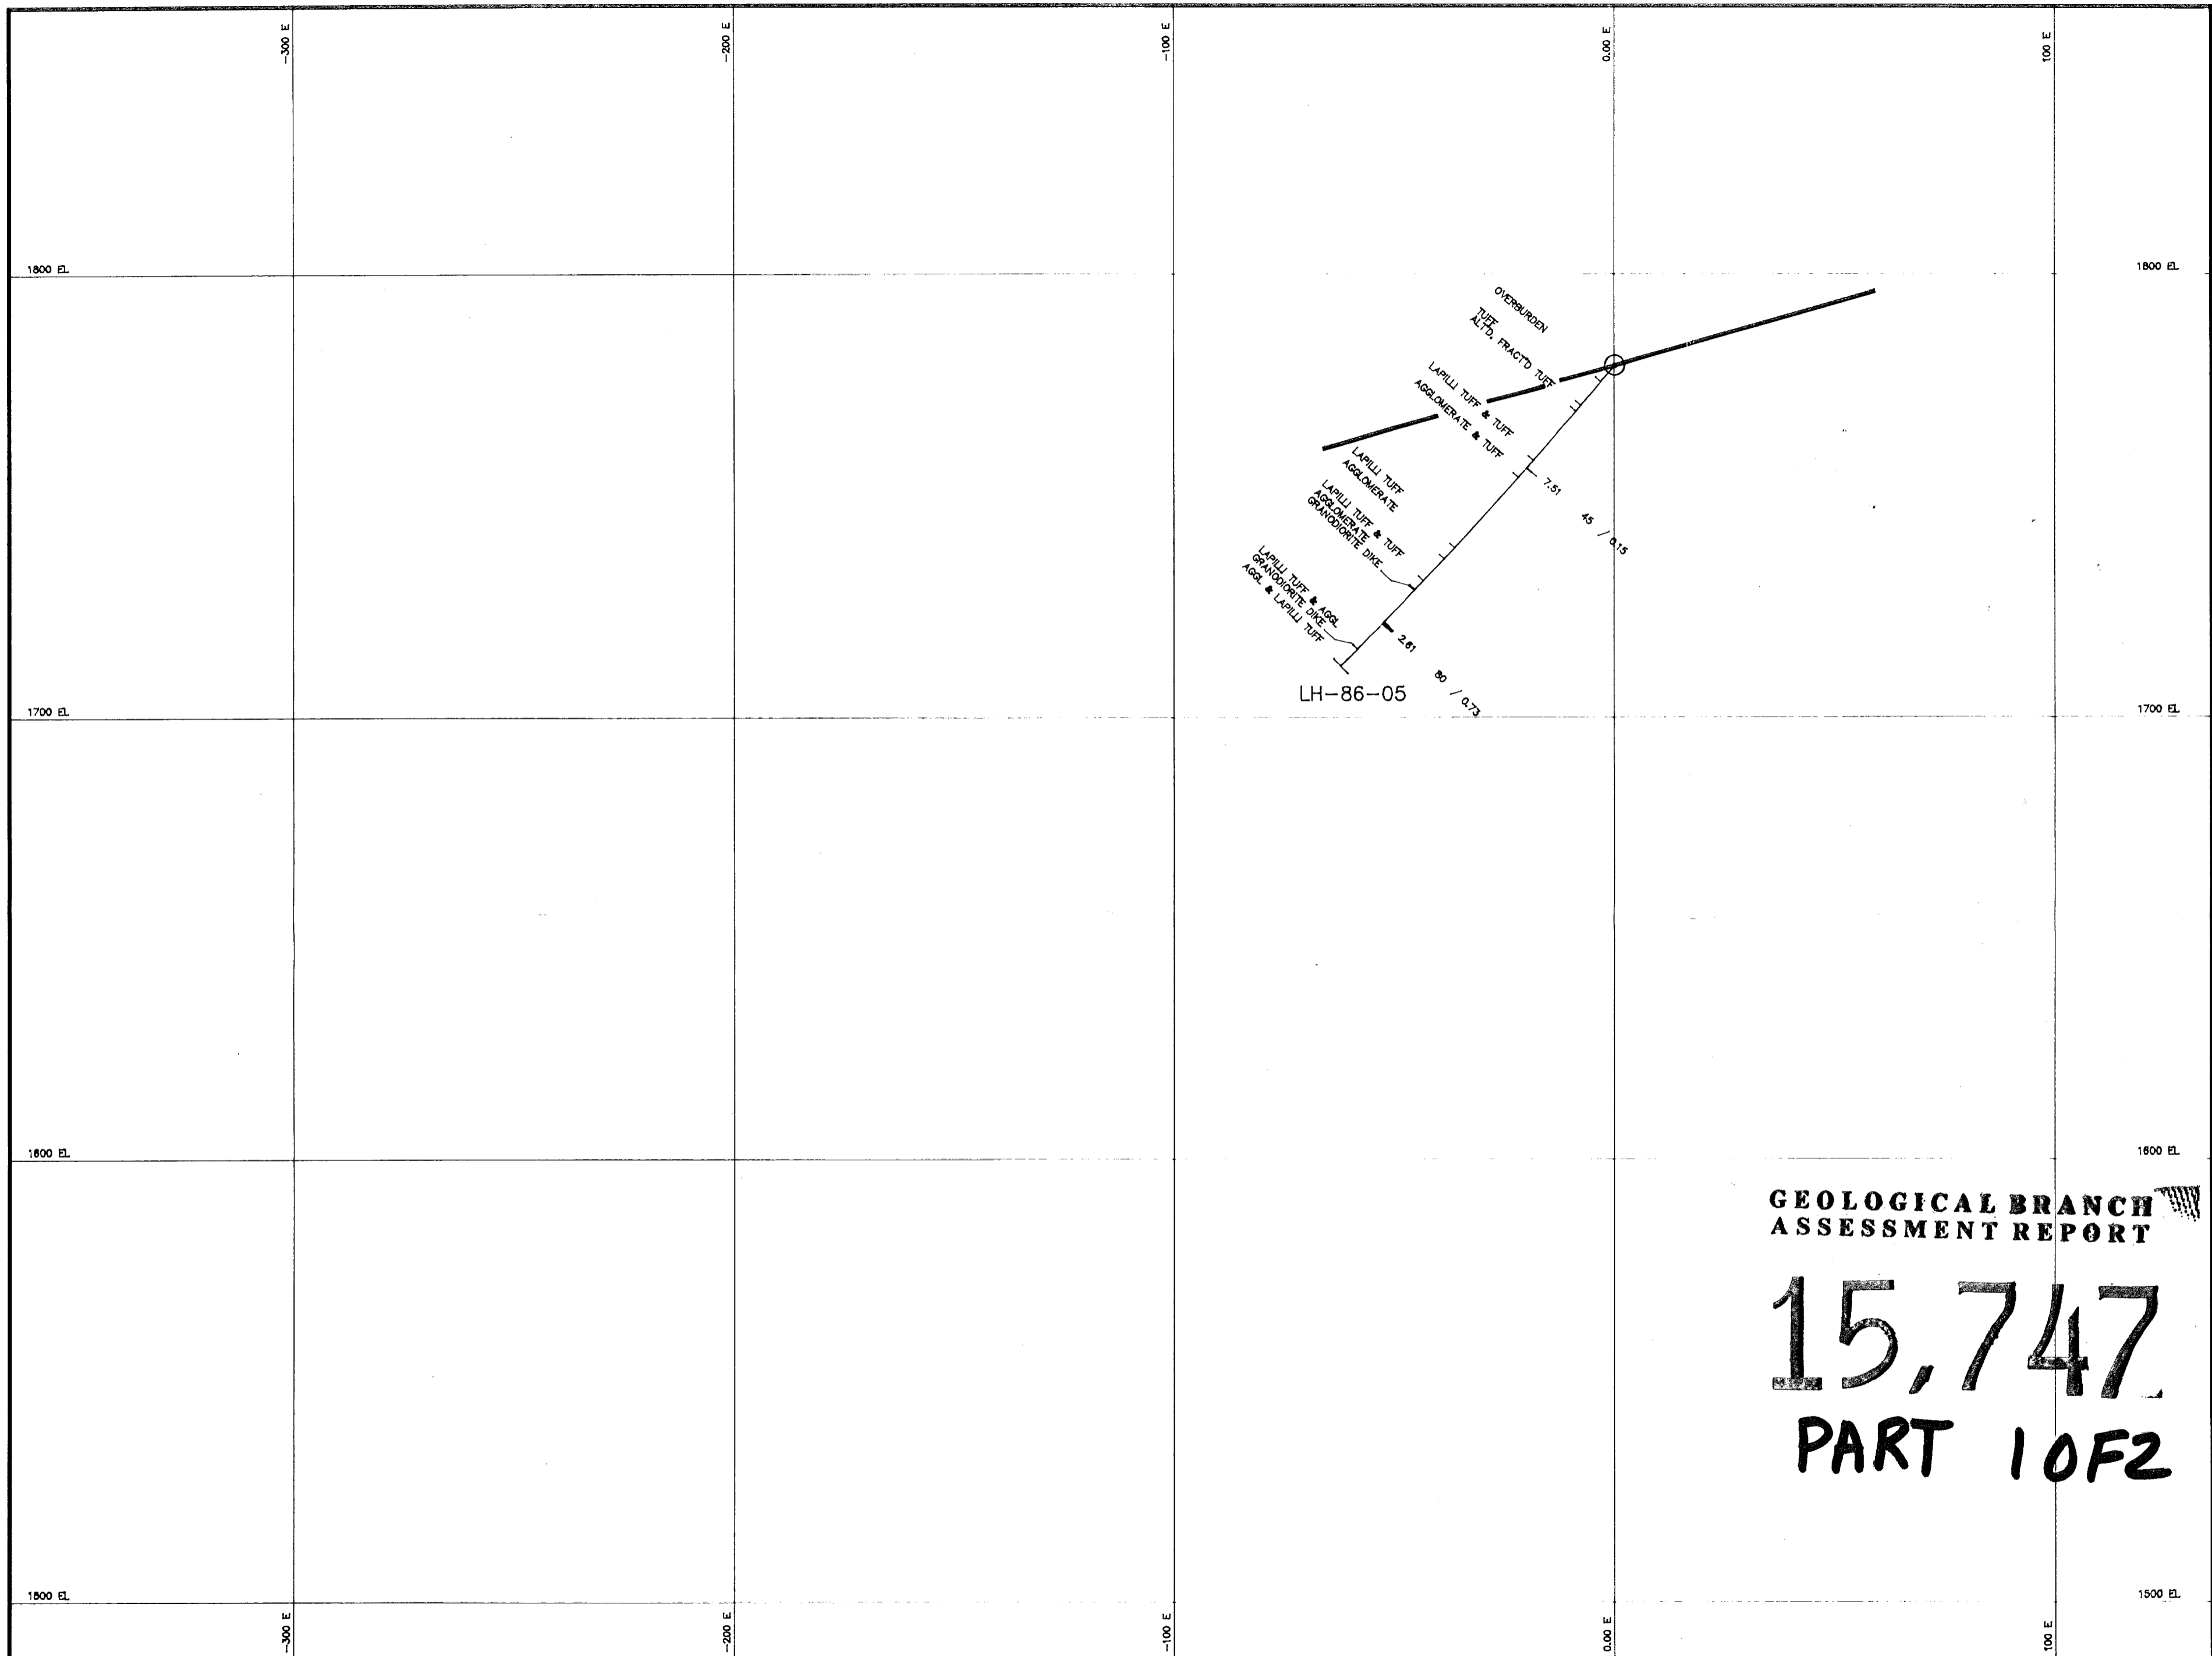 -300 E
-200 E
-100 E
0.00 E
100 E
1800 EL
1800 EL
OVERBURDEN
TUFF
ALT'D, FRACT'D TUFF
LAPILLI TUFF & TUFF
AGGLOMERATE & TUFF
LAPILLI TUFF
AGGLOMERATE
LAPILLI TUFF & TUFF
AGGLOMERATE
GRANODIORITE DIKE
LAPILLI TUFF & AGGL
GRANODIORITE DIKE
AGGL & LAPILLI TUFF
7.51 45 / 0.15
2.61 80 / 0.73
LH-86-05
1700 EL
1700 EL
1600 EL
1600 EL
GEOLOGICAL BRANCH
ASSESSMENT REPORT
15,747
PART 1 OF 2
1500 EL
1500 EL
-300 E
-200 E
-100 E
0.00 E
100 E